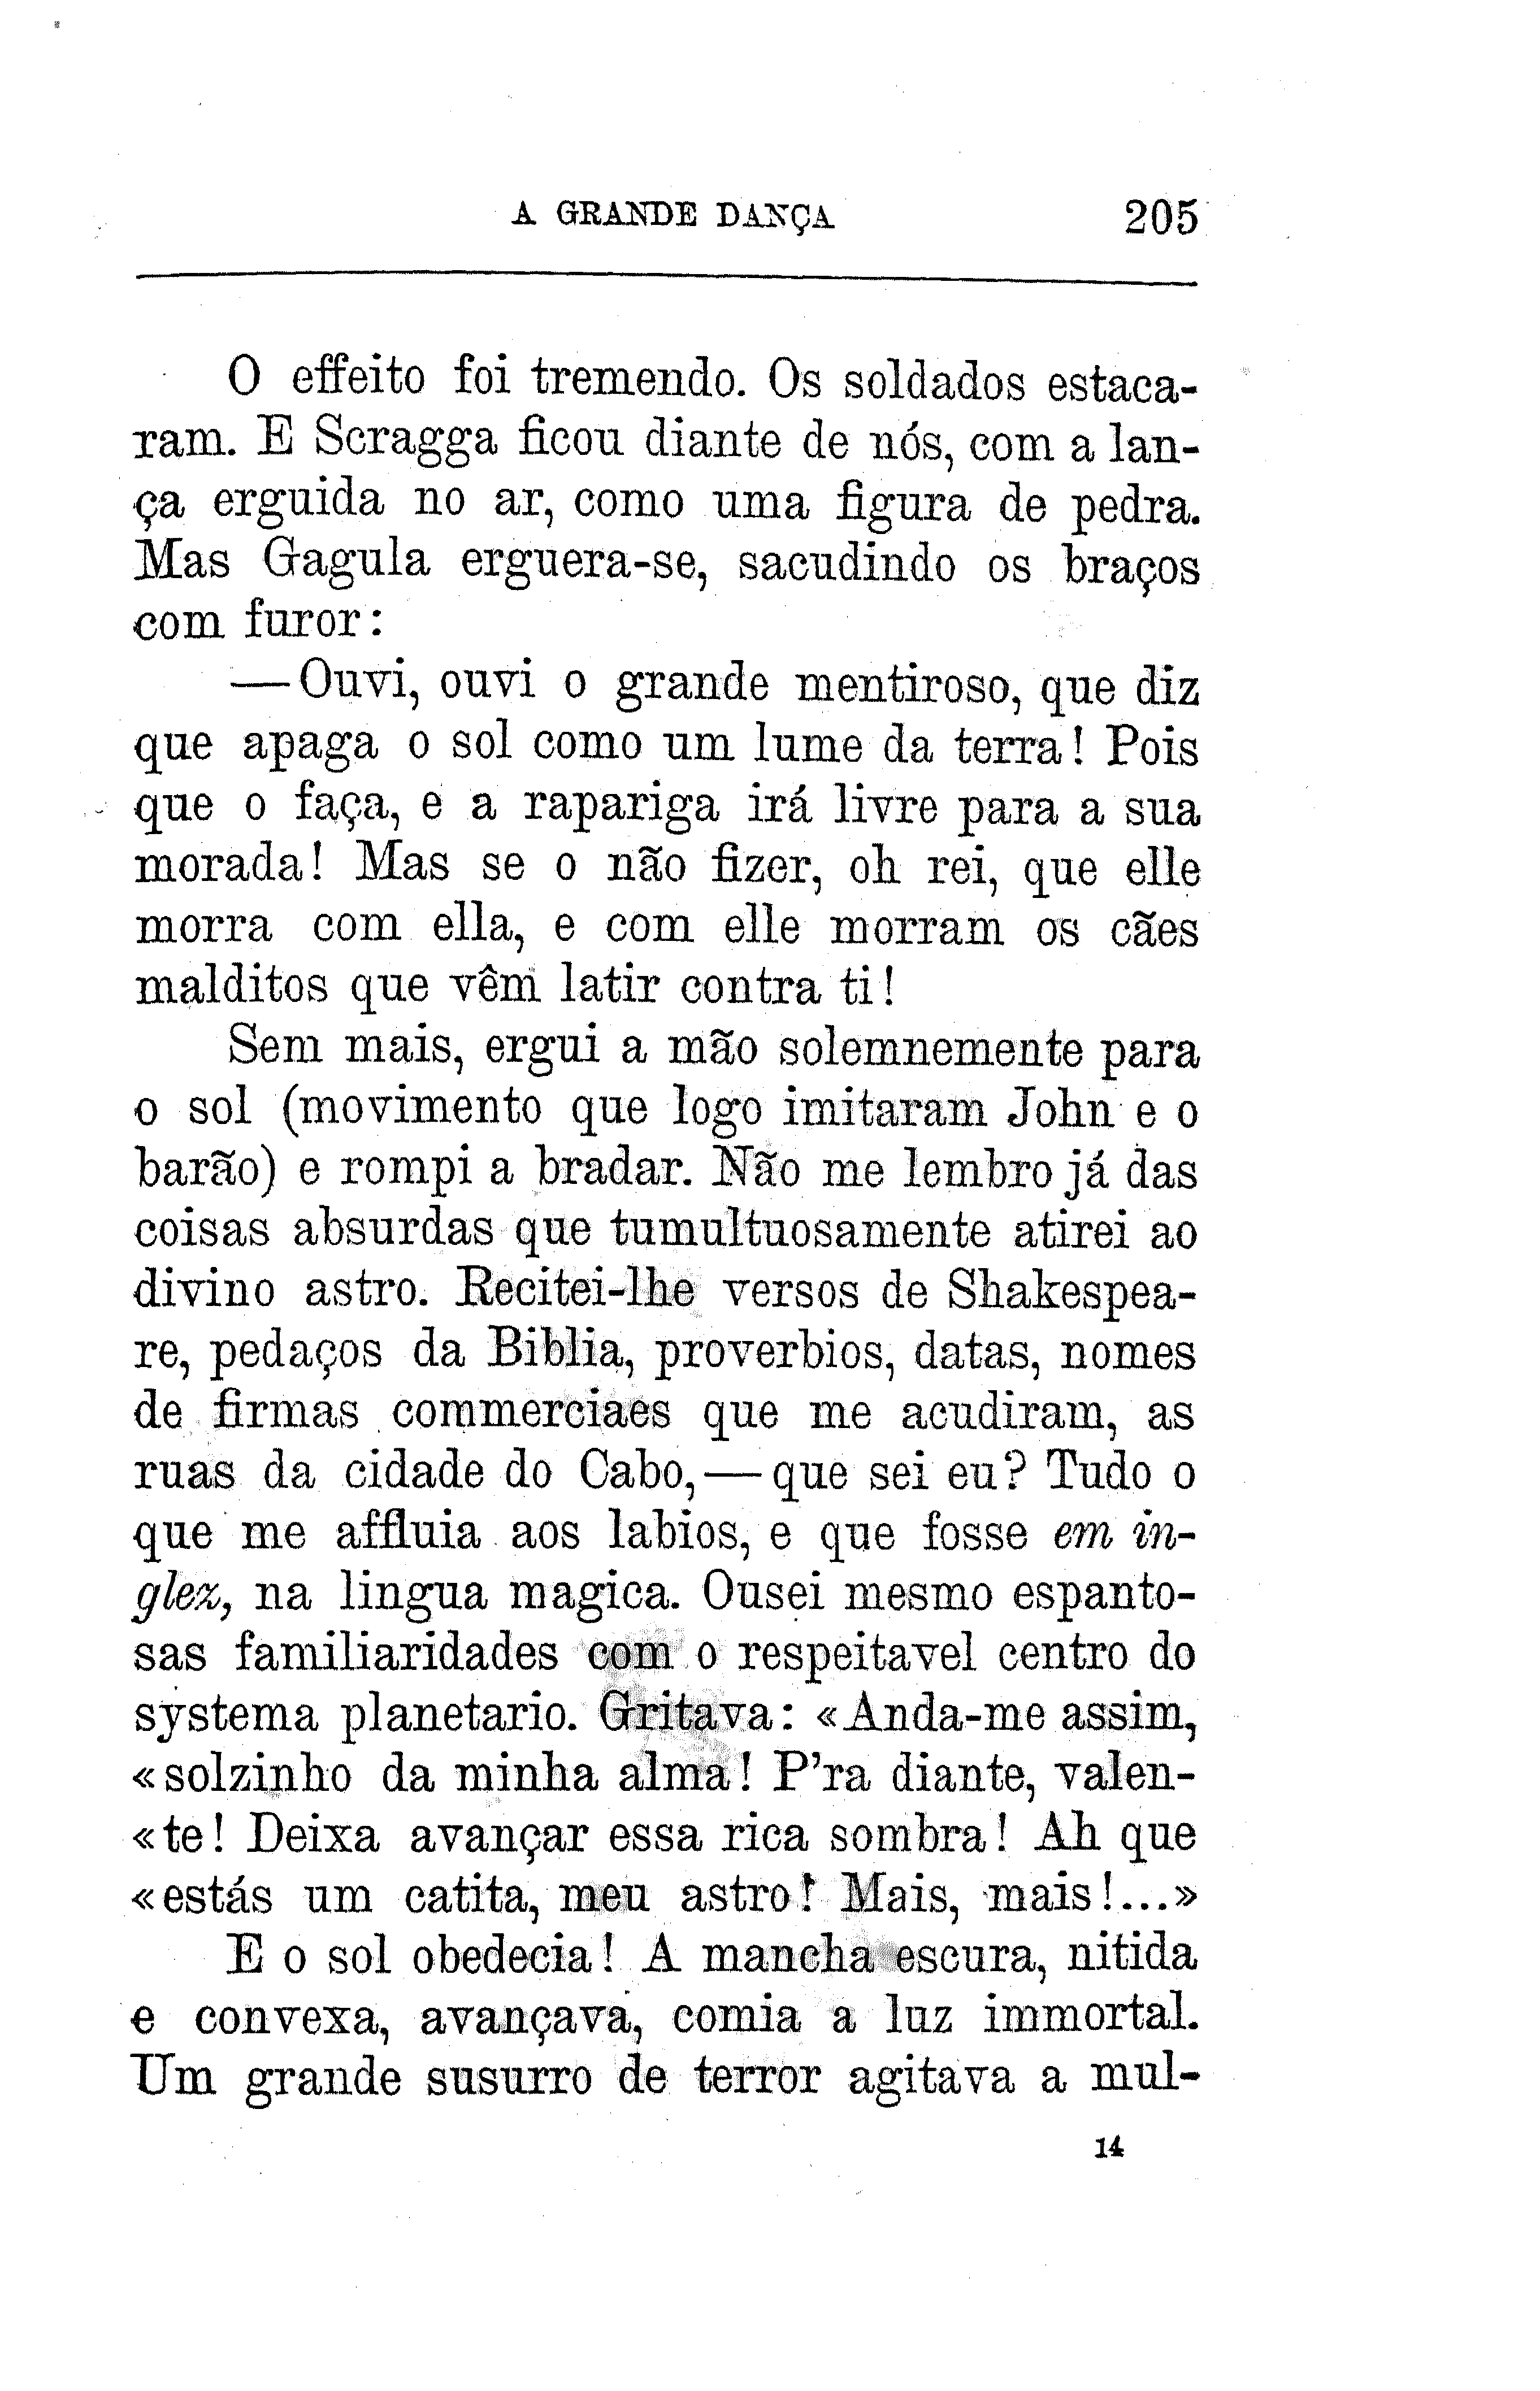 A GRANDE DANÇA 205
O effeito foi tremendo. Os soldados estaca-
ram. E Scragga ficou diante de nós, com a lan-
ça erguida no ar, como uma figura de pedra.
Mas Gagula erguera-se, sacudindo os braços
com furor:
—Ouvi, ouvi o grande mentiroso, que diz
que apaga o sol como um lume da terra! Pois
que o faça, e a rapariga irá livre para a sua
morada! Mas se o não fizer, oh rei, que elle
morra com ella, e com elle morram os cães
malditos que vêm latir contra ti!
Sem mais, ergui a mão solemnemente para
o sol (movimento que logo imitaram John e o
barão) e rompi a bradar. Não me lembro já das
coisas absurdas que tumultuosamente atirei ao
divino astro. Recitei-lhe versos de Shakespea-
re, pedaços da Biblia, proverbios, datas, nomes
de firmas commerciaes que me acudiram, as
ruas da cidade do Cabo,—que sei eu? Tudo o
que me affluia aos labios, e que fosse em in-
glez, na lingua magica. Ousei mesmo espanto-
sas familiaridades com o respeitavel centro do
systema planetario. Gritava: «Anda-me assim,
«solzinho da minha alma! P'ra diante, valen-
«te! Deixa avançar essa rica sombra! Ah que
«estás um catita, meu astro! Mais, mais!...»
E o sol obedecia! A mancha escura, nitida
e convexa, avançava, comia a luz immortal.
Um grande susurro de terror agitava a mul-
14